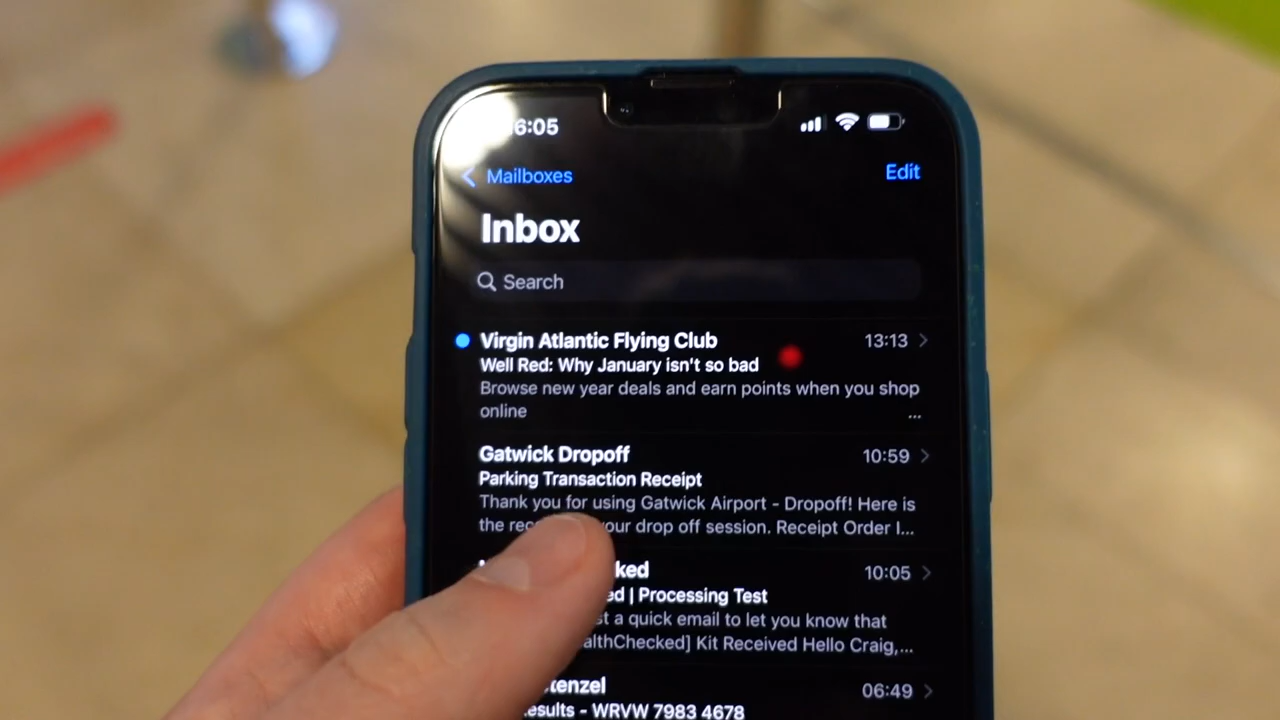 6:05
Mailboxes
Edit
Inbox
Search
Virgin Atlantic Flying Club
13:13
Well Red: Why January isn't so bad
Browse new year deals and earn points when you shop
online
...
Gatwick Dropoff
10:59
Parking Transaction Receipt
Thank you for using Gatwick Airport - Dropoff! Here is
the your drop off session. Receipt Order I...
10:05
| Processing Test
a quick email to let you know that
Kit Received Hello Craig,...
06:49
- WRVW 7983 4678